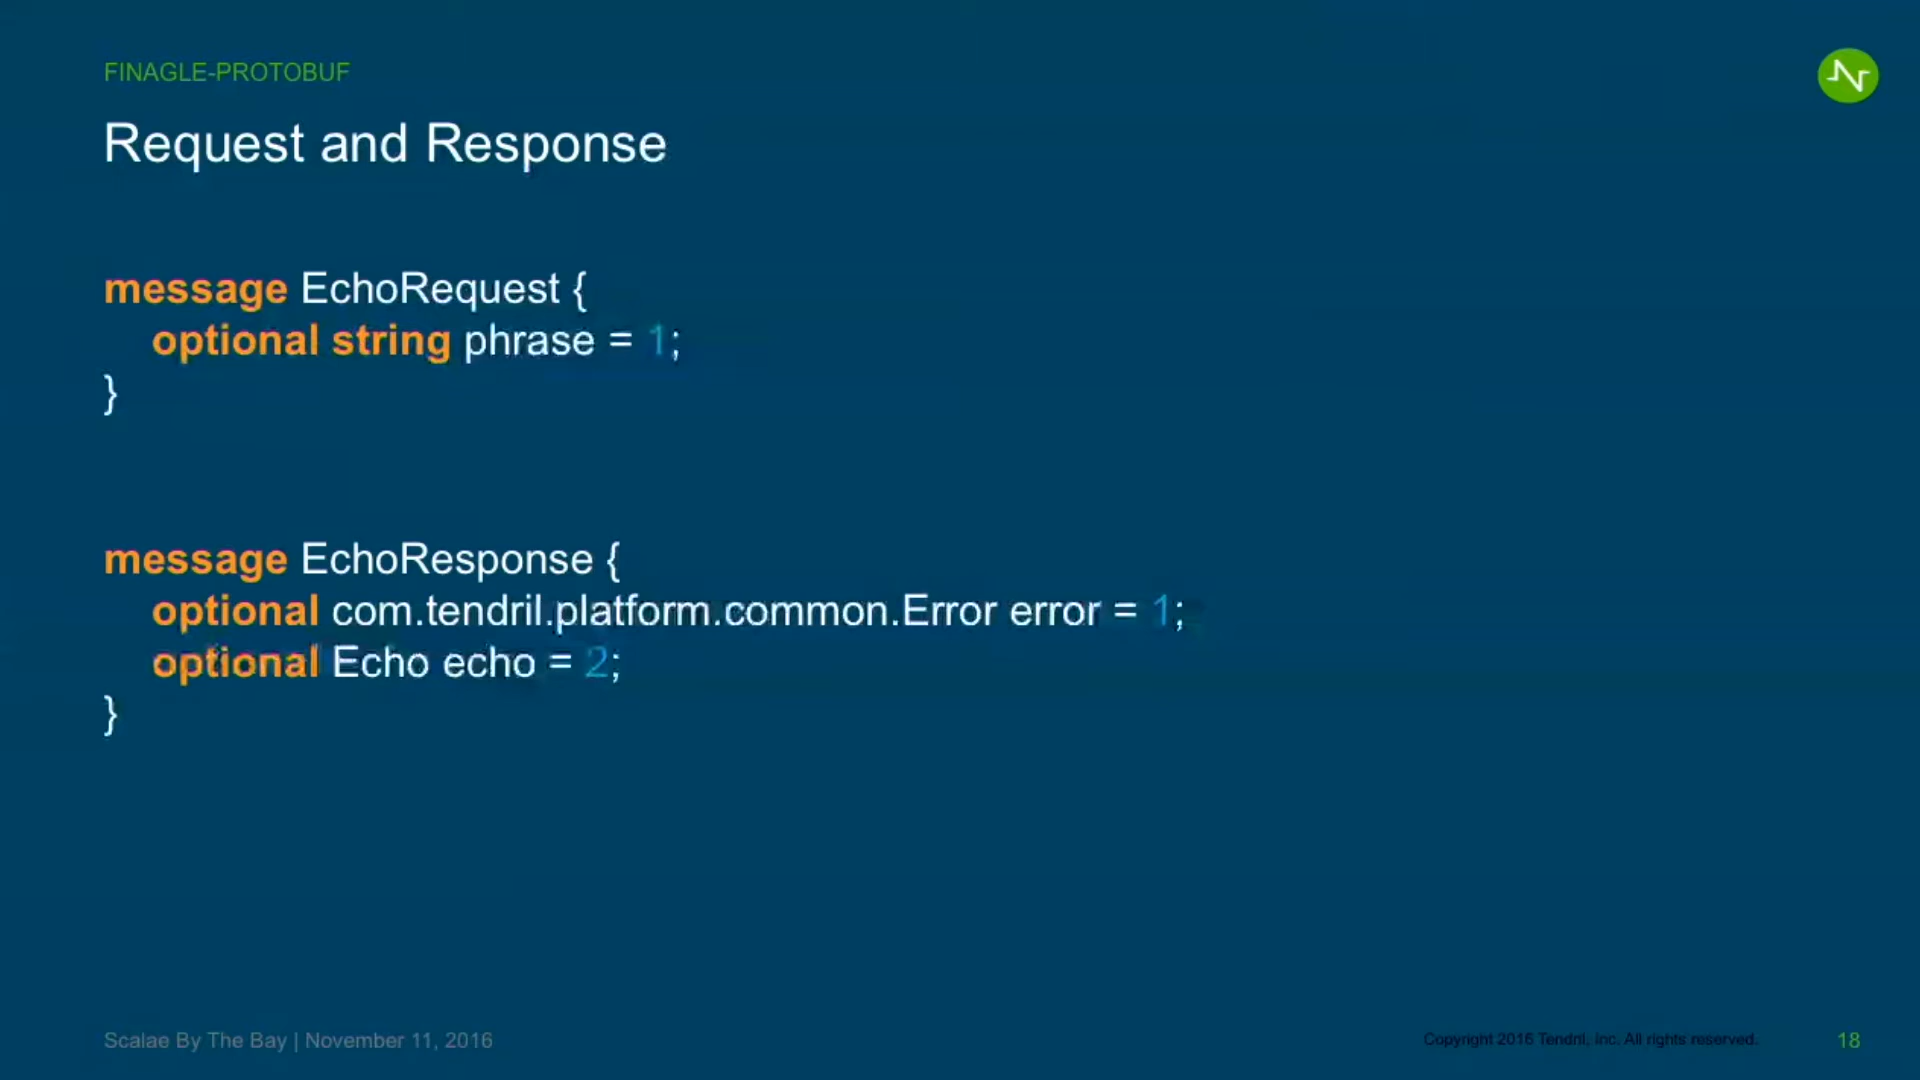 FINAGLE-PROTOBUF
Request and Response
message EchoRequest {
optional string phrase = 1;
}
message EchoResponse {
optional com.tendril.platform.common.Error error = 1;
optional Echo echo = 2;
}
Scalae By The Bay | November 11, 2016
Copyright 2016 Tendril, Inc. All rights reserved.
18